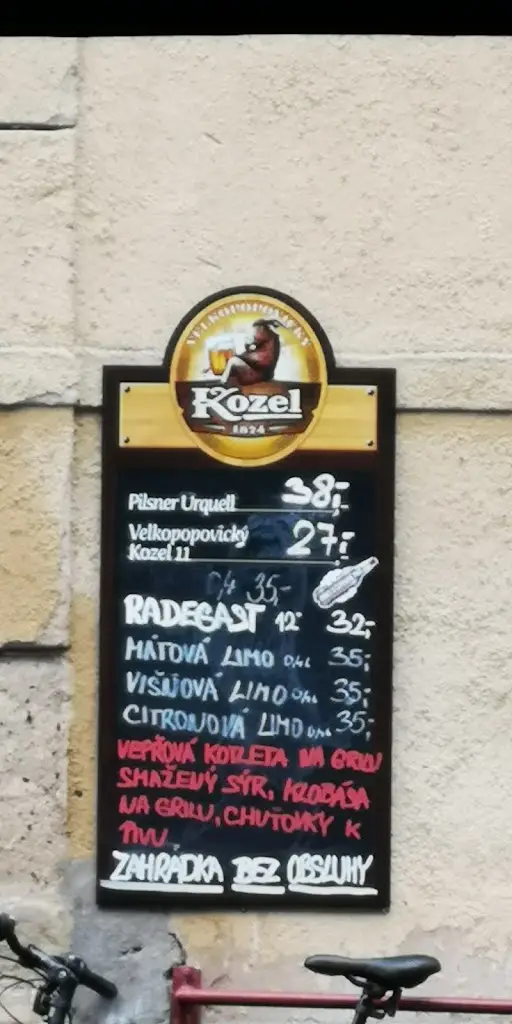 VELKOPOPOVICKÝ
Kozel
1874
Pilsner Urquell 38,-
Velkopopovický
Kozel 11 27,-
0,4 35,-
RADEGAST 12° 32,-
MÁTOVÁ LIMO 0,4L 35,-
VIŠŇOVÁ LIMO 0,4L 35,-
CITRONOVÁ LIMO 0,4L 35,-
VEPŘOVÁ KOTLETA NA GRILU
SMAŽENÝ SÝR, KLOBÁSA
NA GRILU, CHUŤOVKY K
PIVU
ZAHRÁDKA BEZ OBSLUHY